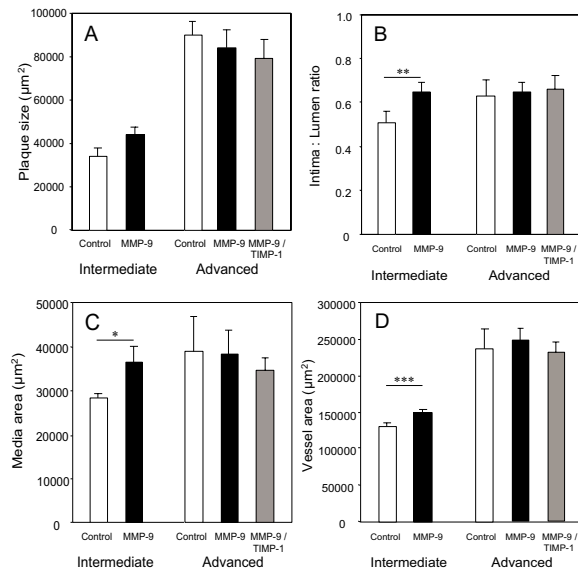 A
Plaque size (µm²)
100000
80000
60000
40000
20000
0
Control MMP-9 Control MMP-9 MMP-9 /
TIMP-1
Intermediate Advanced
B
Intima : Lumen ratio
1.0
0.8
0.6
0.4
0.2
0
**
Control MMP-9 Control MMP-9 MMP-9 /
TIMP-1
Intermediate Advanced
C
Media area (µm²)
50000
40000
30000
20000
10000
0
*
Control MMP-9 Control MMP-9 MMP-9 /
TIMP-1
Intermediate Advanced
D
Vessel area (µm²)
300000
250000
200000
150000
100000
50000
0
***
Control MMP-9 Control MMP-9 MMP-9 /
TIMP-1
Intermediate Advanced